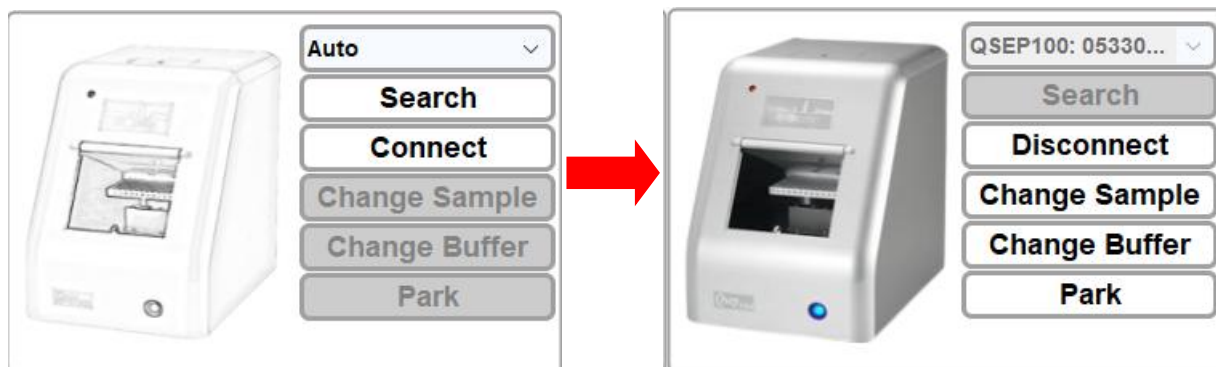 Auto
Search
Connect
Change Sample
Change Buffer
Park
QSEP100: 05330...
Search
Disconnect
Change Sample
Change Buffer
Park